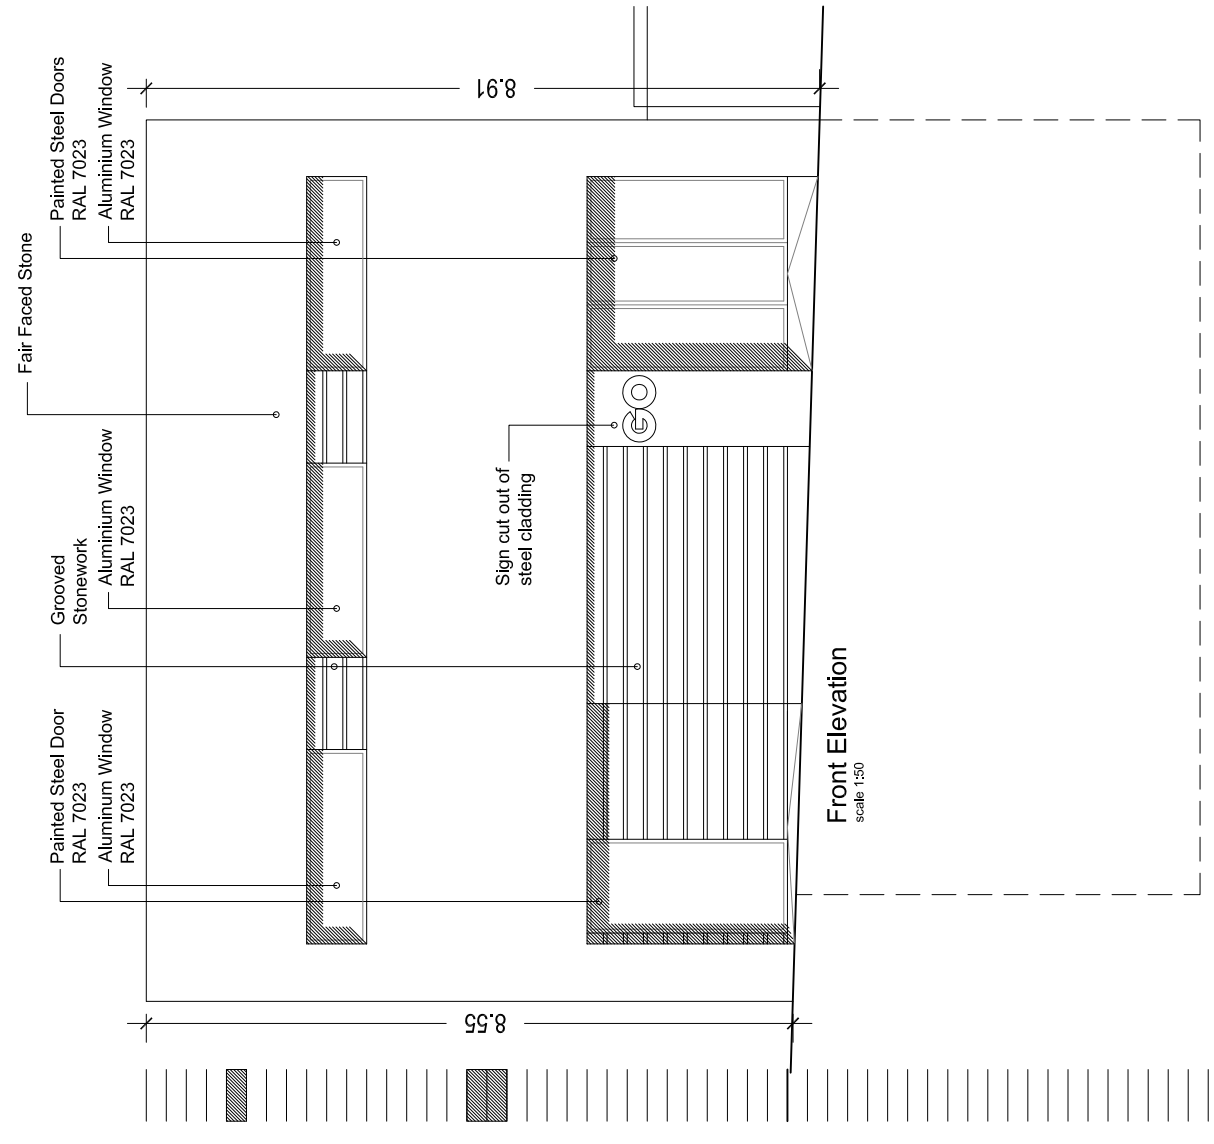 Painted Steel Door
RAL 7023
Aluminum Window
RAL 7023
Grooved
Stonework
Aluminium Window
RAL 7023
Fair Faced Stone
Painted Steel Doors
RAL 7023
Aluminium Window
RAL 7023
8.55
8.91
Sign cut out of
steel cladding
GO
Front Elevation
scale 1:50